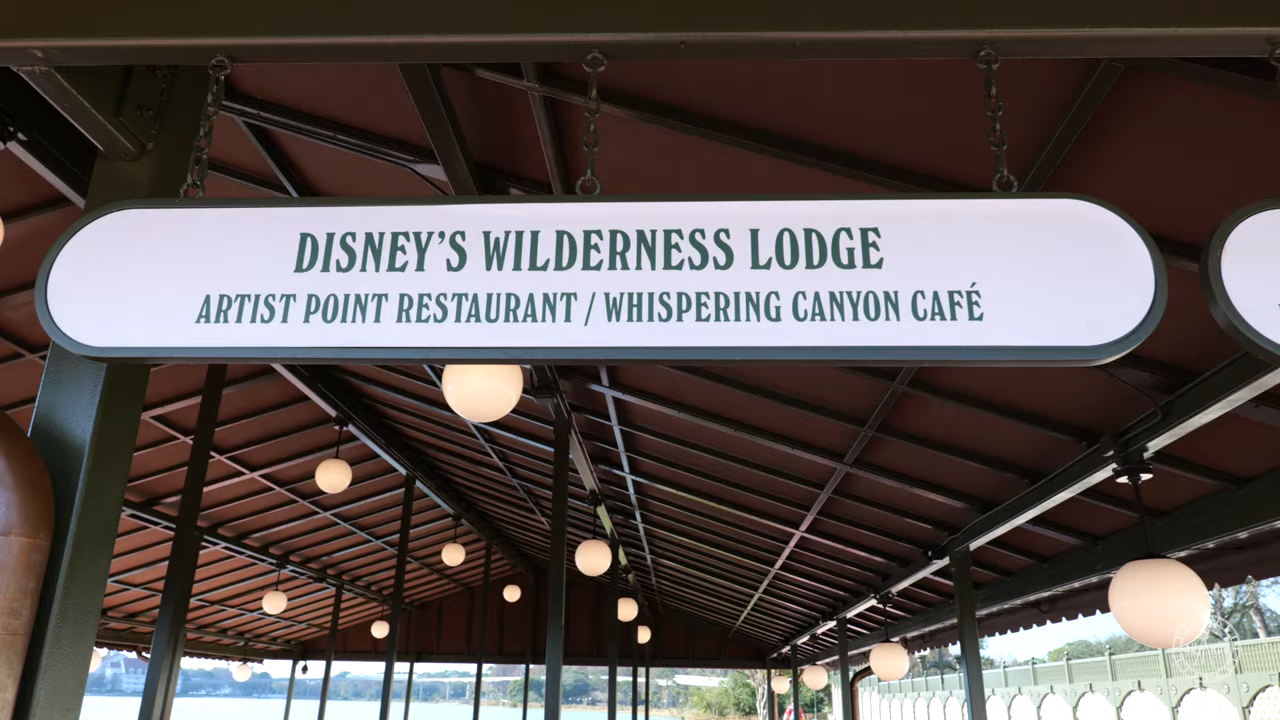 DISNEY'S WILDERNESS LODGE
ARTIST POINT RESTAURANT / WHISPERING CANYON CAFÉ